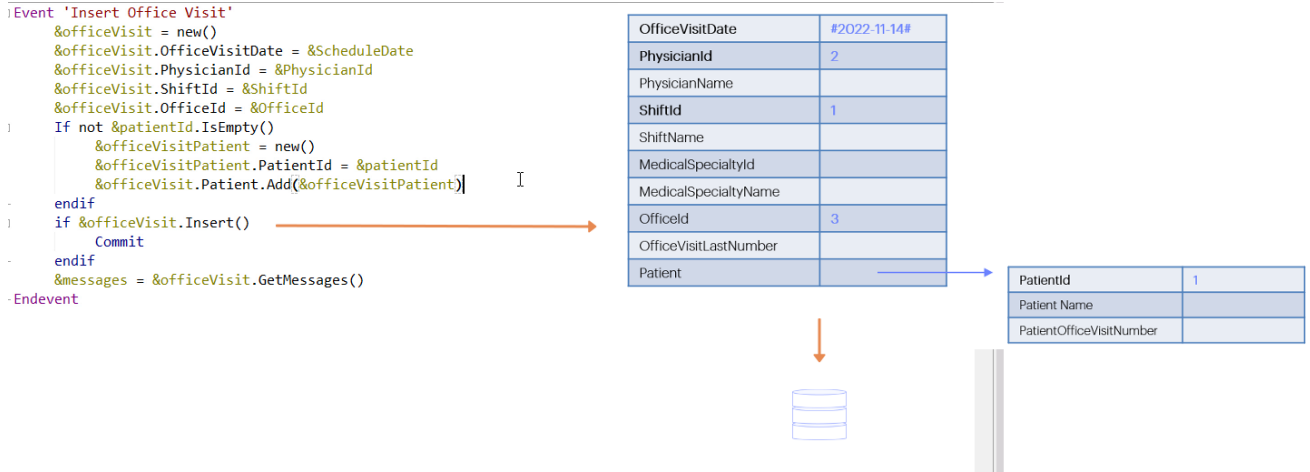 Event 'Insert Office Visit'
&officeVisit = new()
&officeVisit.OfficeVisitDate = &ScheduleDate
&officeVisit.PhysicianId = &PhysicianId
&officeVisit.ShiftId = &ShiftId
&officeVisit.OfficeId = &OfficeId
If not &patientId.IsEmpty()
&officeVisitPatient = new()
&officeVisitPatient.PatientId = &patientId
&officeVisit.Patient.Add(&officeVisitPatient)
endif
if &officeVisit.Insert()
Commit
endif
&messages = &officeVisit.GetMessages()
Endevent
OfficeVisitDate #2022-11-14#
PhysicianId 2
PhysicianName
ShiftId 1
ShiftName
MedicalSpecialtyId
MedicalSpecialtyName
OfficeId 3
OfficeVisitLastNumber
Patient
PatientId 1
Patient Name
PatientOfficeVisitNumber